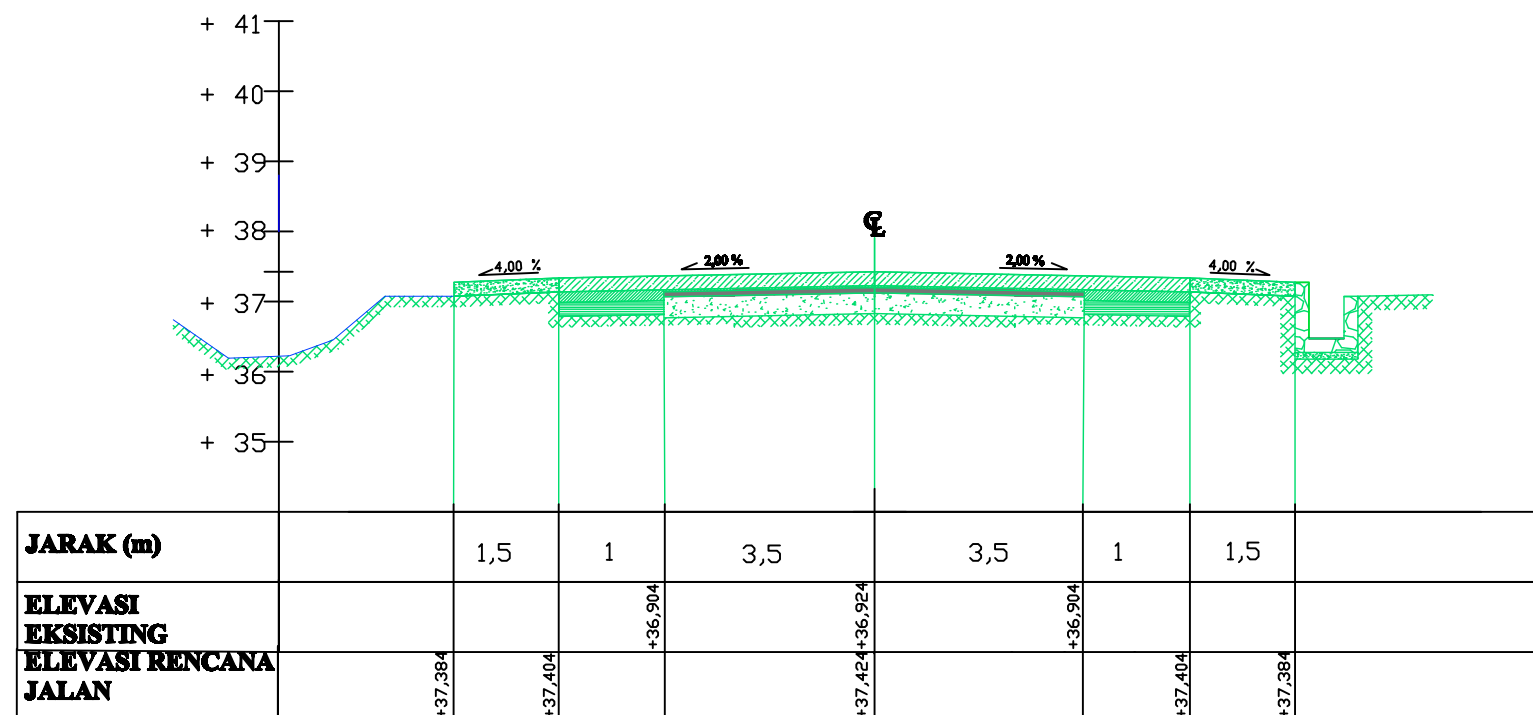 + 41
+ 40
+ 39
+ 38
+ 37
+ 36
+ 35
℄
4,00 %
2,00 %
2,00 %
4,00 %
JARAK (m)
1,5 1 3,5 3,5 1 1,5
ELEVASI
EKSISTING
+36,904 +36,924 +36,904
ELEVASI RENCANA
JALAN
+37,384 +37,404 +37,424 +37,404 +37,384